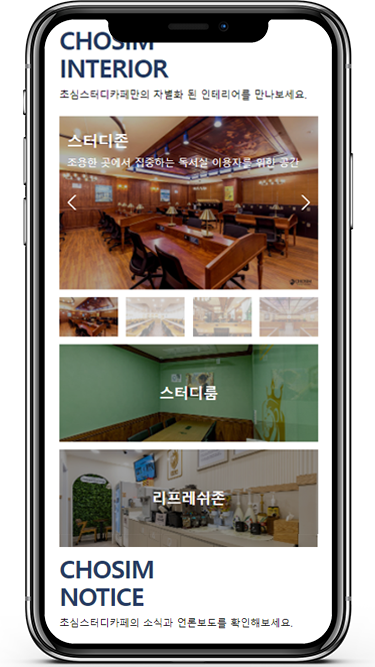 CHOSIM
INTERIOR
초심스터디카페만의 차별화 된 인테리어를 만나보세요.
스터디존
조용한 곳에서 집중하는 독서실 이용자를 위한 공간
CHOSIM
스터디룸
리프레쉬존
CHOSIM
NOTICE
초심스터디카페의 소식과 언론보도를 확인해보세요.